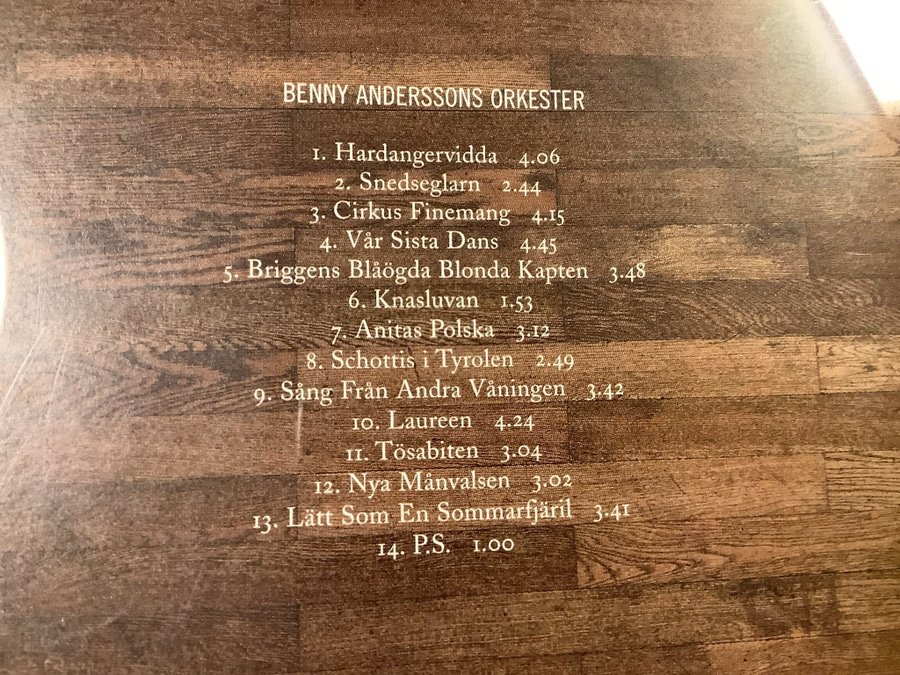 BENNY ANDERSSONS ORKESTER
1. Hardangervidda 4.06
2. Snedseglarn 2.44
3. Cirkus Finemang 4.15
4. Vår Sista Dans 4.45
5. Briggens Blåögda Blonda Kapten 3.48
6. Knasluvan 1.53
7. Anitas Polska 3.12
8. Schottis i Tyrolen 2.49
9. Sång Från Andra Våningen 3.42
10. Laureen 4.24
11. Tösabiten 3.04
12. Nya Månvalsen 3.02
13. Lätt Som En Sommarfjäril 3.41
14. P.S. 1.00